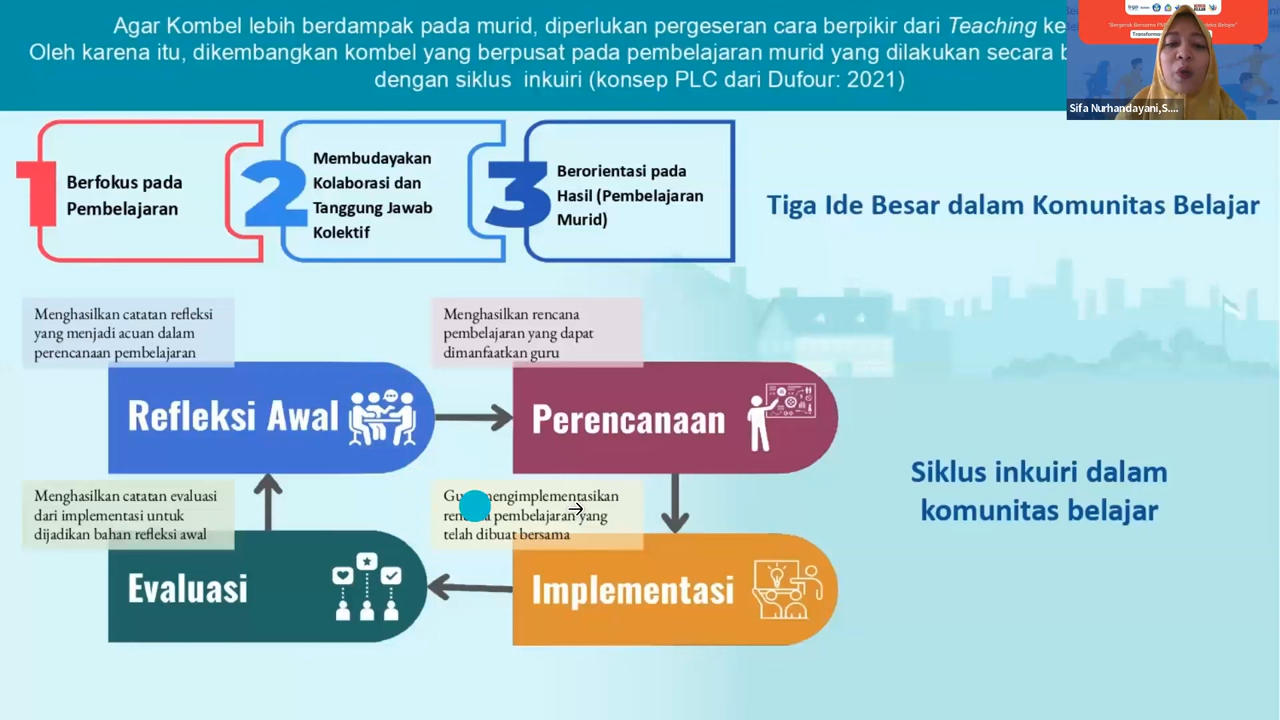 Agar Kombel lebih berdampak pada murid, diperlukan pergeseran cara berpikir dari Teaching ke
Oleh karena itu, dikembangkan kombel yang berpusat pada pembelajaran murid yang dilakukan secara
dengan siklus inkuiri (konsep PLC dari Dufour: 2021)
Sifa Nurhandayani,S....
1
Berfokus pada
Pembelajaran
2
Membudayakan
Kolaborasi dan
Tanggung Jawab
Kolektif
3
Berorientasi pada
Hasil (Pembelajaran
Murid)
Tiga Ide Besar dalam Komunitas Belajar
Menghasilkan catatan refleksi
yang menjadi acuan dalam
perencanaan pembelajaran
Refleksi Awal
Menghasilkan rencana
pembelajaran yang dapat
dimanfaatkan guru
Perencanaan
Siklus inkuiri dalam
komunitas belajar
Menghasilkan catatan evaluasi
dari implementasi untuk
dijadikan bahan refleksi awal
Evaluasi
mengimplementasikan
pembelajaran yang
telah dibuat bersama
Implementasi